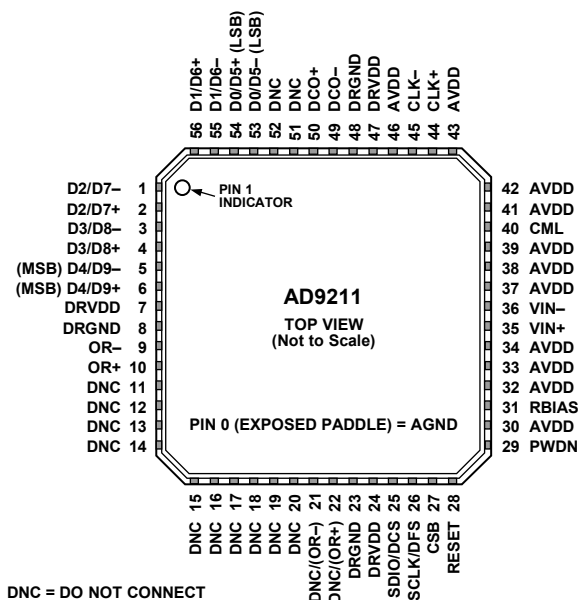 56 D1/D6+
55 D1/D6–
54 D0/D5+ (LSB)
53 D0/D5– (LSB)
52 DNC
51 DNC
50 DCO+
49 DCO–
48 DRGND
47 DRVDD
46 AVDD
45 CLK–
44 CLK+
43 AVDD
D2/D7– 1
D2/D7+ 2
D3/D8– 3
D3/D8+ 4
(MSB) D4/D9– 5
(MSB) D4/D9+ 6
DRVDD 7
DRGND 8
OR– 9
OR+ 10
DNC 11
DNC 12
DNC 13
DNC 14
PIN 1
INDICATOR
AD9211
TOP VIEW
(Not to Scale)
PIN 0 (EXPOSED PADDLE) = AGND
42 AVDD
41 AVDD
40 CML
39 AVDD
38 AVDD
37 AVDD
36 VIN–
35 VIN+
34 AVDD
33 AVDD
32 AVDD
31 RBIAS
30 AVDD
29 PWDN
DNC 15
DNC 16
DNC 17
DNC 18
DNC 19
DNC 20
DNC/(OR–) 21
DNC/(OR+) 22
DRGND 23
DRVDD 24
SDIO/DCS 25
SCLK/DFS 26
CSB 27
RESET 28
DNC = DO NOT CONNECT